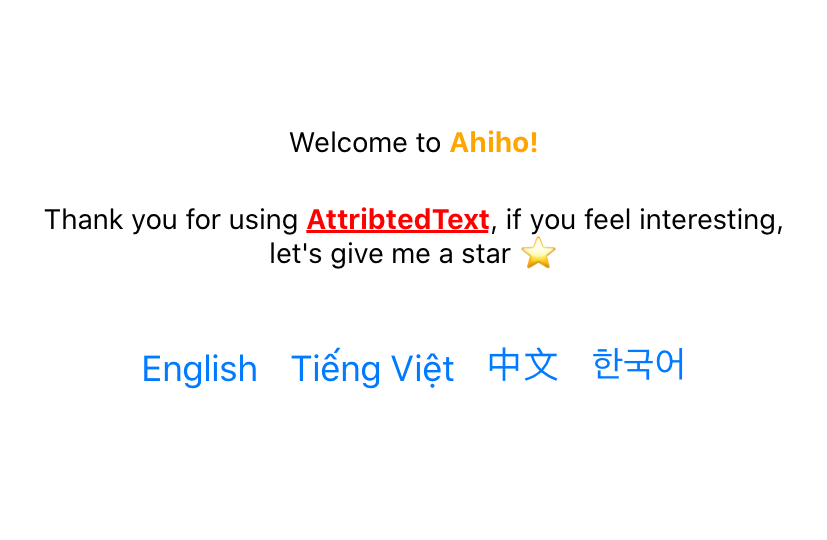 Welcome to Ahiho!
Thank you for using AttribtedText, if you feel interesting,
let's give me a star ⭐
English Tiếng Việt 中文 한국어